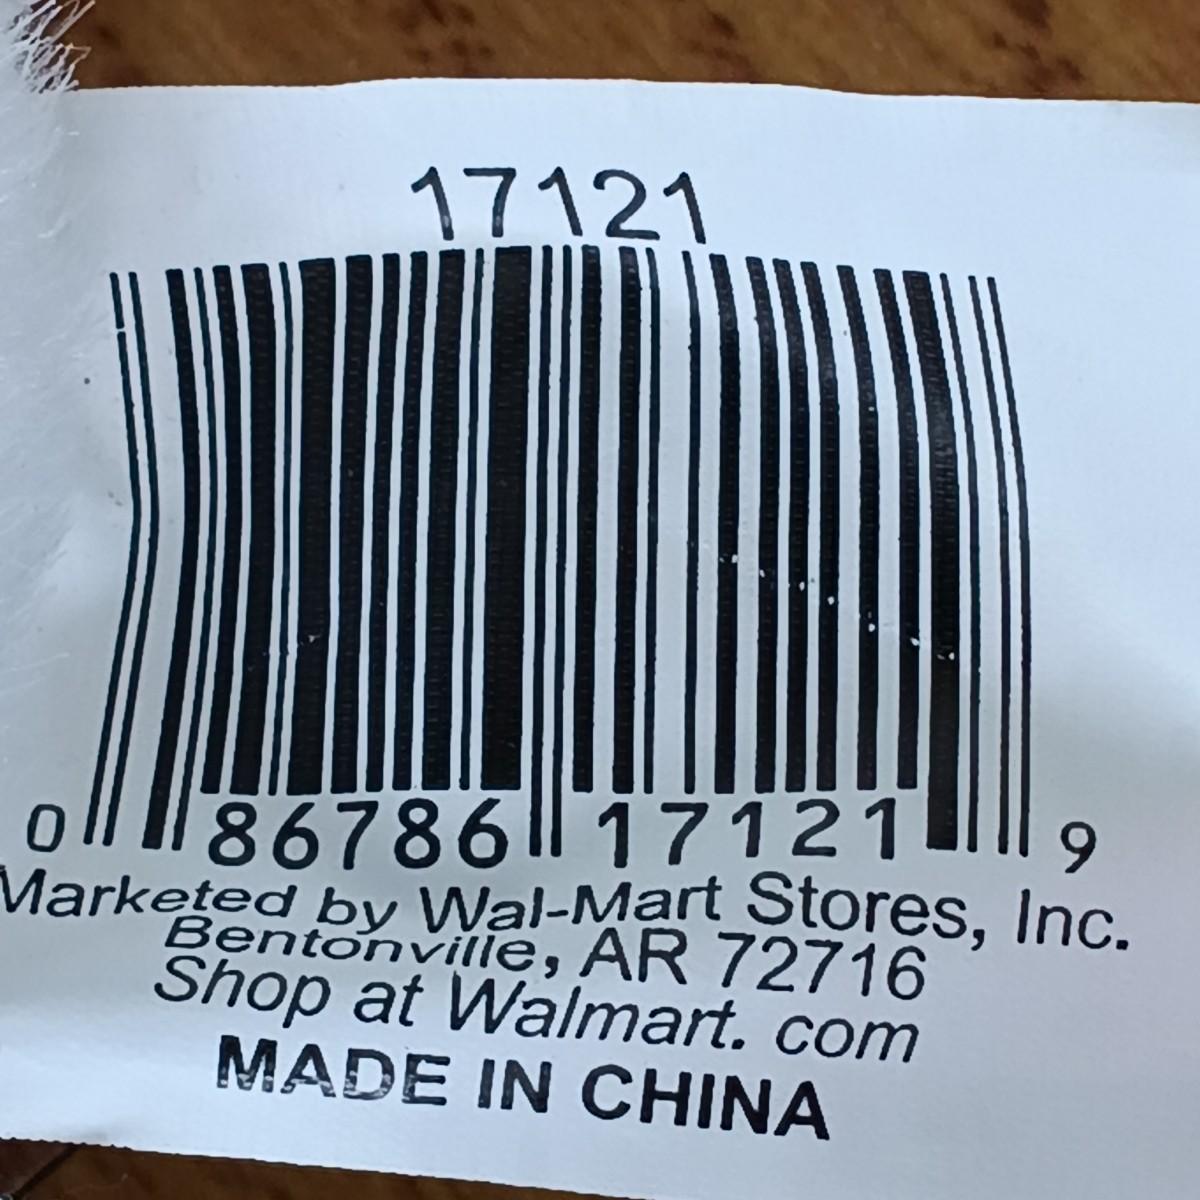 17121
0 86786 17121 9
Marketed by Wal-Mart Stores, Inc.
Bentonville, AR 72716
Shop at Walmart. com
MADE IN CHINA